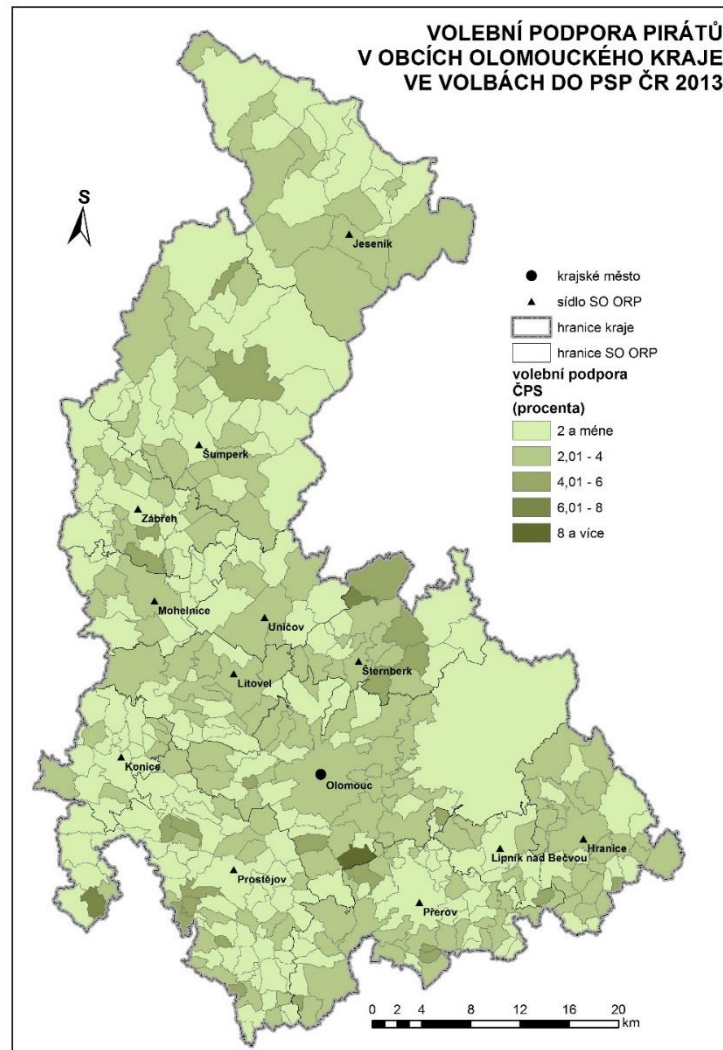 VOLEBNÍ PODPORA PIRÁTŮ
V OBCÍCH OLOMOUCKÉHO KRAJE
VE VOLBÁCH DO PSP ČR 2013
S
Jeseník
krajské město
sídlo SO ORP
hranice kraje
hranice SO ORP
volební podpora
ČPS
(procenta)
2 a méne
2,01 - 4
4,01 - 6
6,01 - 8
8 a více
Šumperk
Zábřeh
Mohelnice
Uničov
Šternberk
Litovel
Konice
Olomouc
Hranice
Lipník nad Bečvou
Prostějov
Přerov
0 2 4 8 12 16 20
km